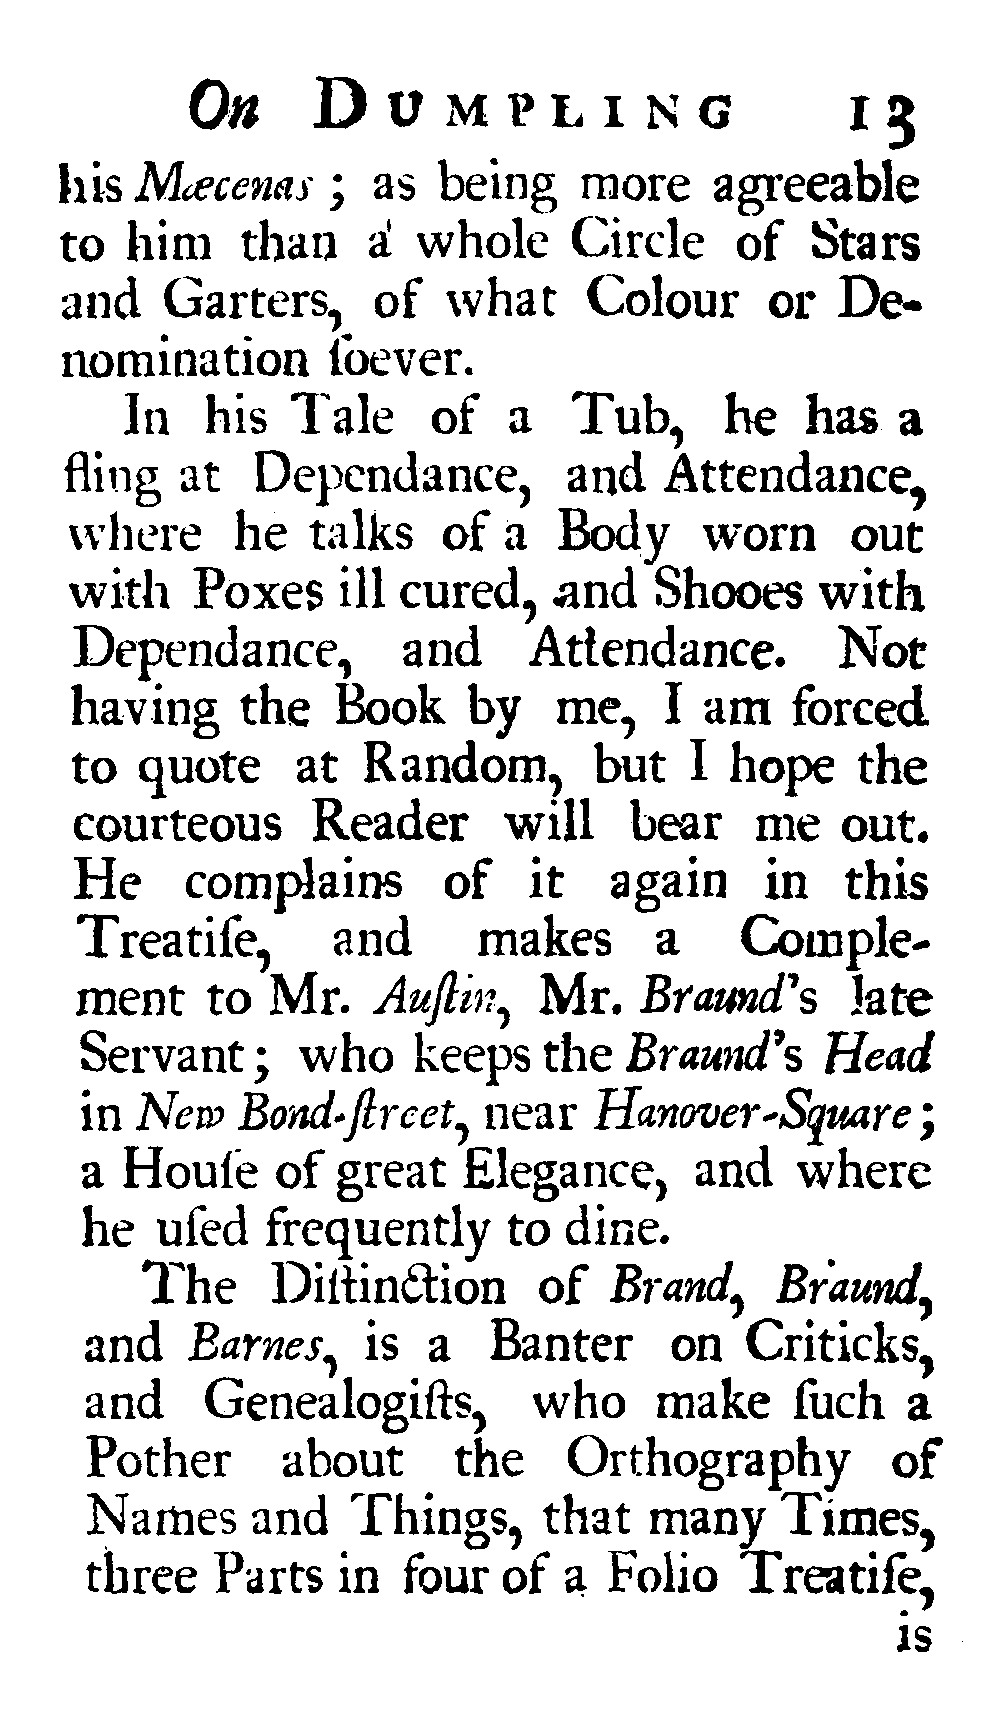 On DUMPLING 13
his Mæcenas ; as being more agreeable
to him than a whole Circle of Stars
and Garters, of what Colour or De-
nomination ſoever.
In his Tale of a Tub, he has a
fling at Dependance, and Attendance,
where he talks of a Body worn out
with Poxes ill cured, and Shooes with
Dependance, and Attendance. Not
having the Book by me, I am forced
to quote at Random, but I hope the
courteous Reader will bear me out.
He complains of it again in this
Treatiſe, and makes a Comple-
ment to Mr. Auſtin, Mr. Braund's late
Servant ; who keeps the Braund's Head
in New Bond-ſtreet, near Hanover-Square ;
a Houſe of great Elegance, and where
he uſed frequently to dine.
The Diſtinction of Brand, Braund,
and Barnes, is a Banter on Criticks,
and Genealogiſts, who make ſuch a
Pother about the Orthography of
Names and Things, that many Times,
three Parts in four of a Folio Treatiſe,
is